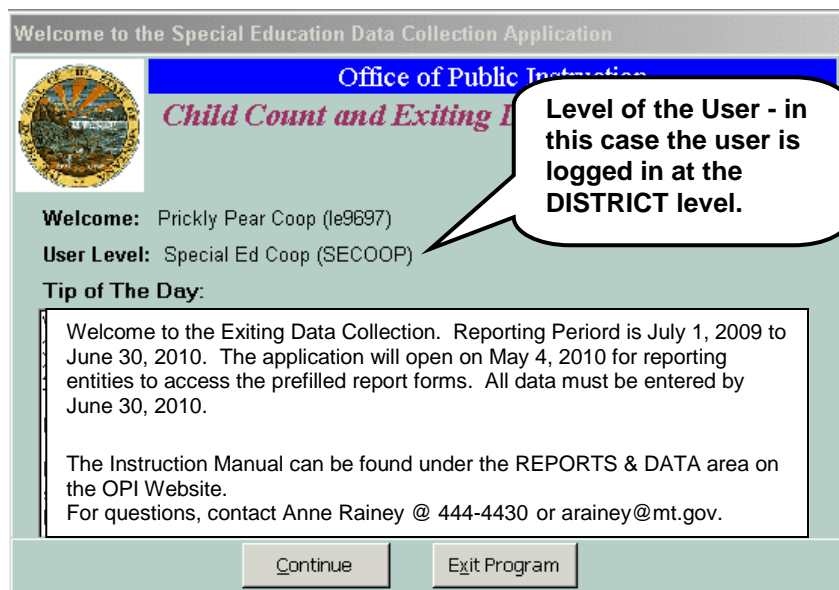 Welcome to the Special Education Data Collection Application
Office of Public Instruction
Child Count and Exiting
Level of the User - in
this case the user is
logged in at the
DISTRICT level.
Welcome: Prickly Pear Coop (le9697)
User Level: Special Ed Coop (SECOOP)
Tip of The Day:
Welcome to the Exiting Data Collection. Reporting Periord is July 1, 2009 to
June 30, 2010. The application will open on May 4, 2010 for reporting
entities to access the prefilled report forms. All data must be entered by
June 30, 2010.
The Instruction Manual can be found under the REPORTS & DATA area on
the OPI Website.
For questions, contact Anne Rainey @ 444-4430 or arainey@mt.gov.
Continue
Exit Program